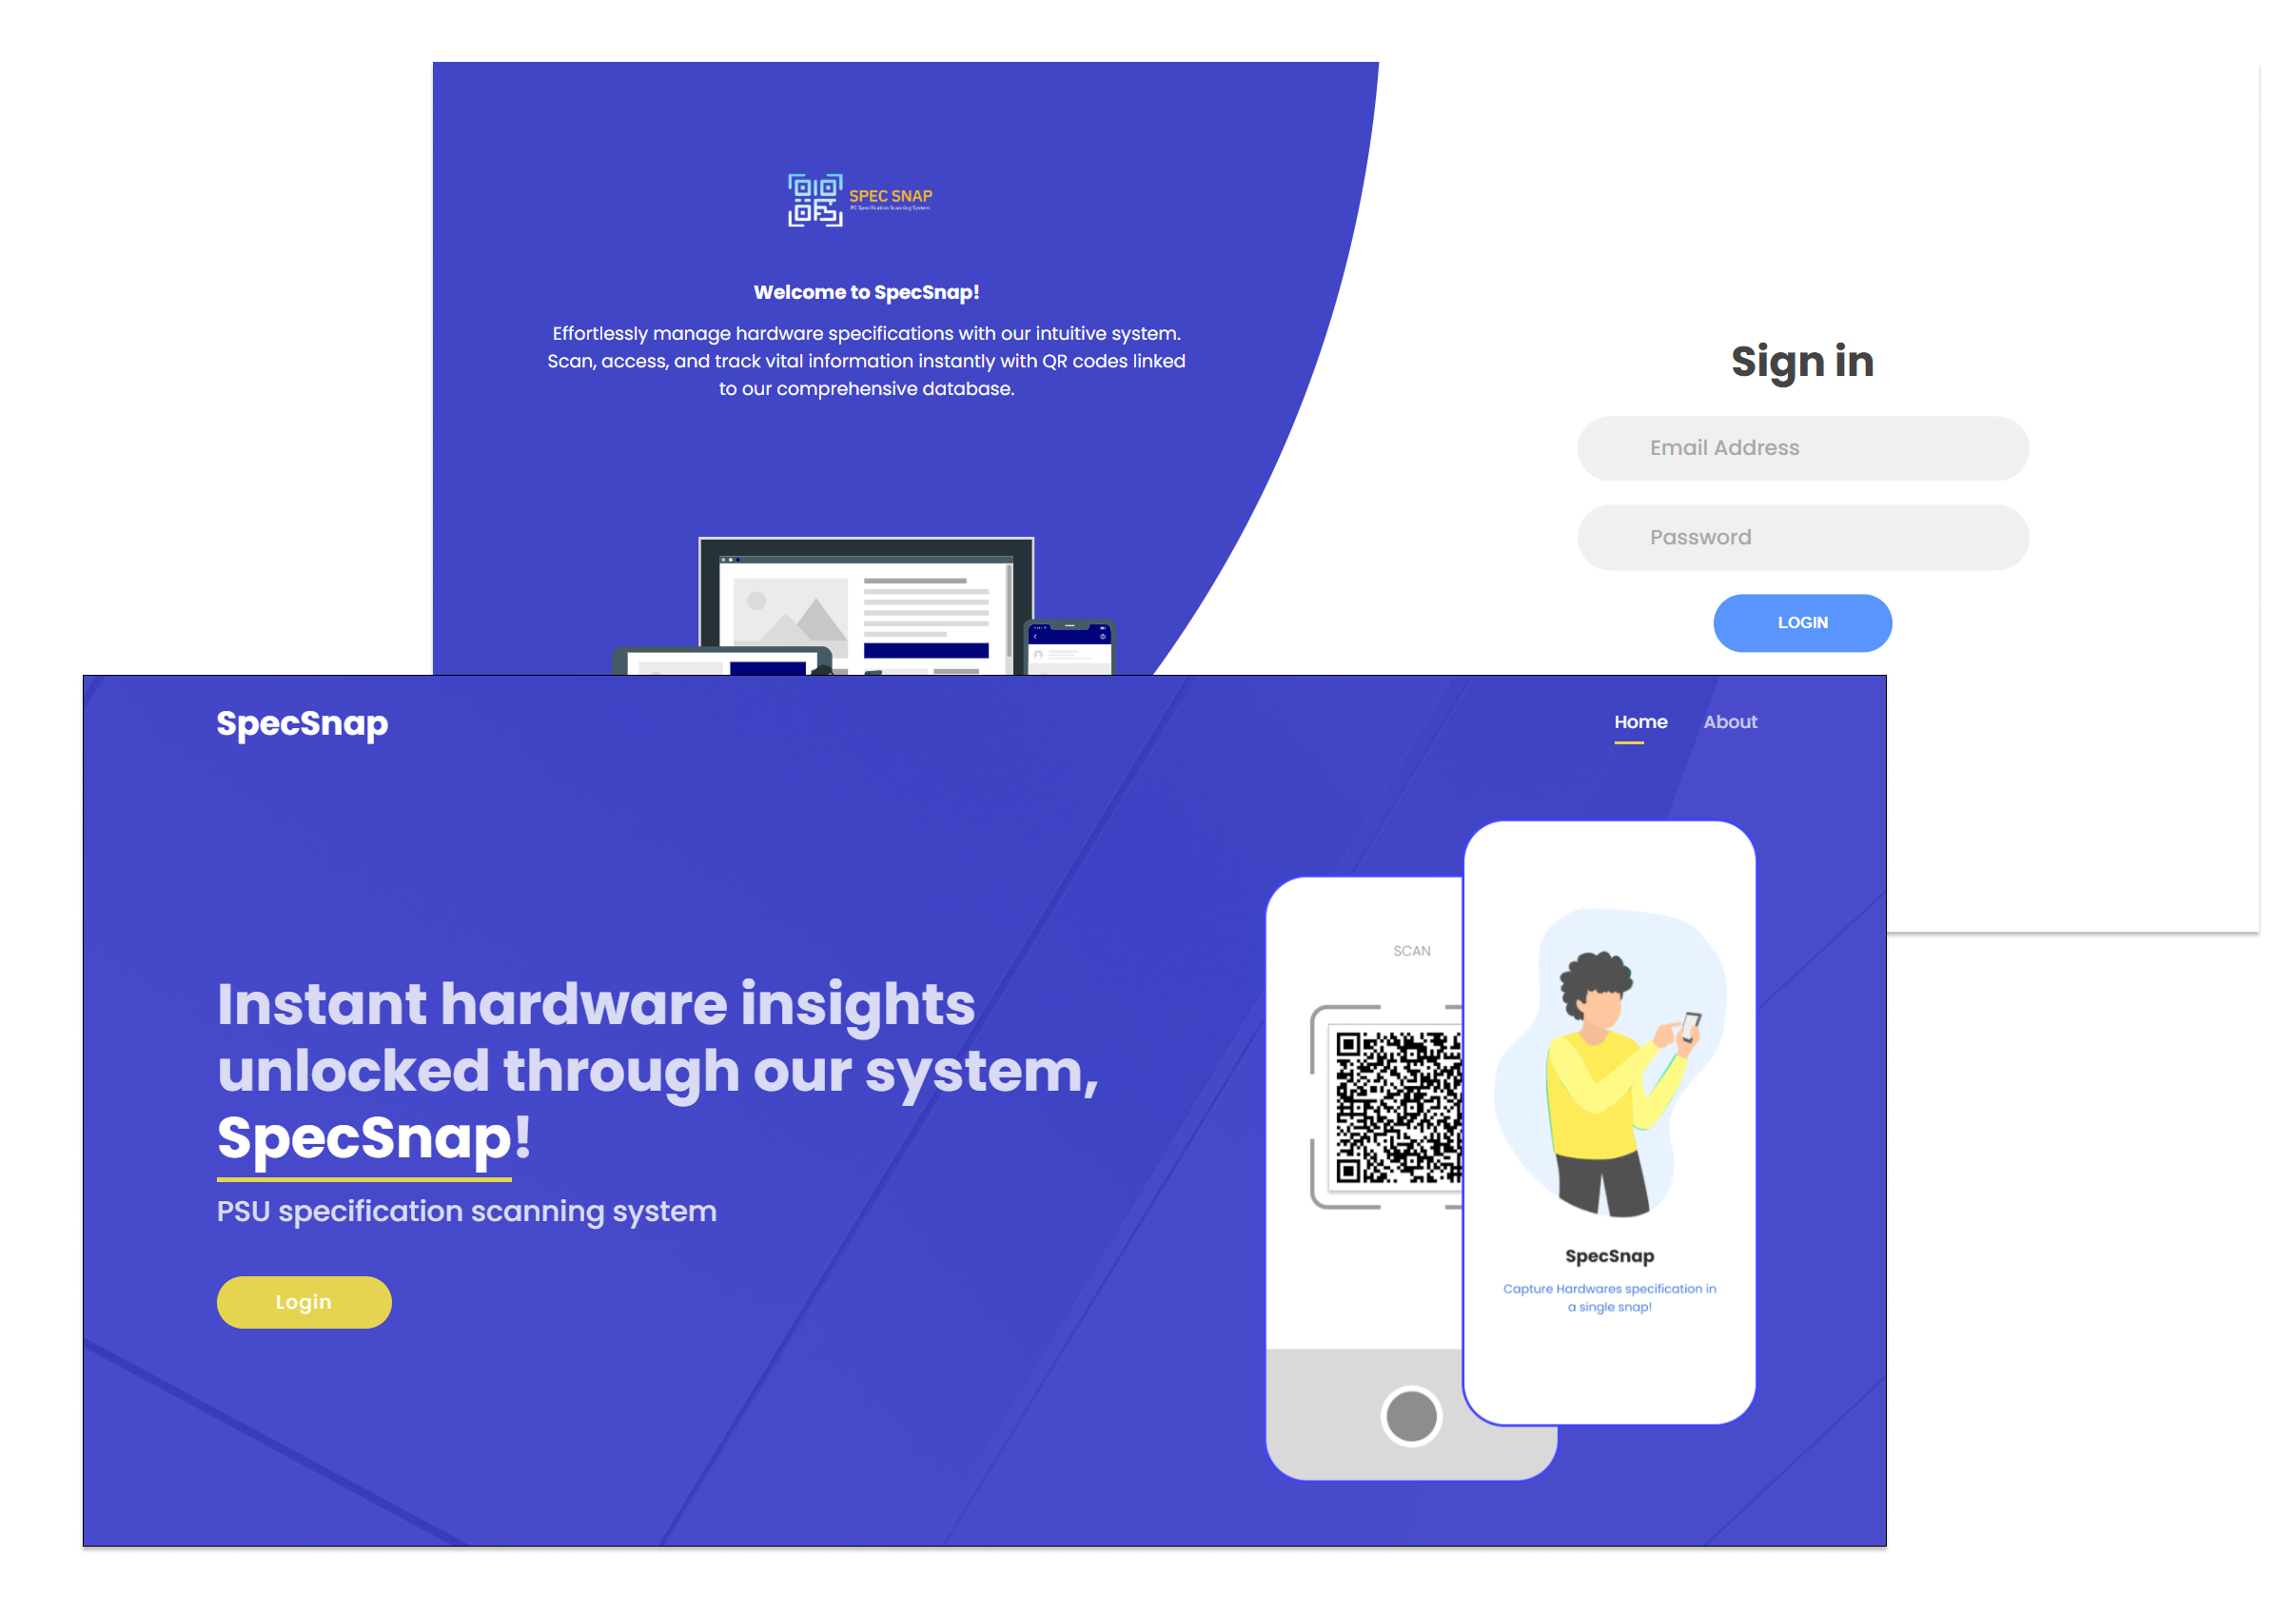 SPEC SNAP
PC Specification Scanning System
Welcome to SpecSnap!
Effortlessly manage hardware specifications with our intuitive system.
Scan, access, and track vital information instantly with QR codes linked
to our comprehensive database.
Sign in
Email Address
Password
LOGIN
SpecSnap
Home
About
Instant hardware insights
unlocked through our system,
SpecSnap!
PSU specification scanning system
Login
SCAN
SpecSnap
Capture Hardwares specification in
a single snap!